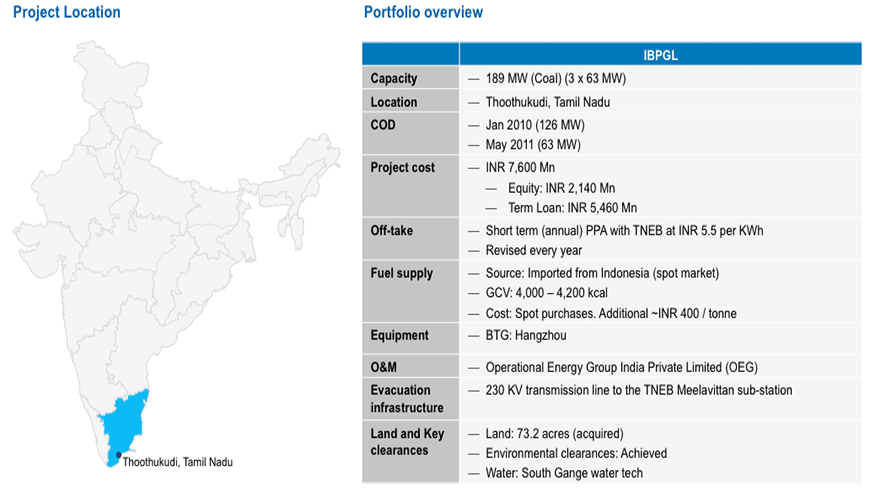 Project Location
Thoothukudi, Tamil Nadu
Portfolio overview
IBPGL
Capacity
— 189 MW (Coal) (3 x 63 MW)
Location
— Thoothukudi, Tamil Nadu
COD
— Jan 2010 (126 MW)
— May 2011 (63 MW)
Project cost
— INR 7,600 Mn
— Equity: INR 2,140 Mn
— Term Loan: INR 5,460 Mn
Off-take
— Short term (annual) PPA with TNEB at INR 5.5 per KWh
— Revised every year
Fuel supply
— Source: Imported from Indonesia (spot market)
— GCV: 4,000 – 4,200 kcal
— Cost: Spot purchases. Additional ~INR 400 / tonne
Equipment
— BTG: Hangzhou
O&M
— Operational Energy Group India Private Limited (OEG)
Evacuation
infrastructure
— 230 KV transmission line to the TNEB Meelavittan sub-station
Land and Key
clearances
— Land: 73.2 acres (acquired)
— Environmental clearances: Achieved
— Water: South Gange water tech